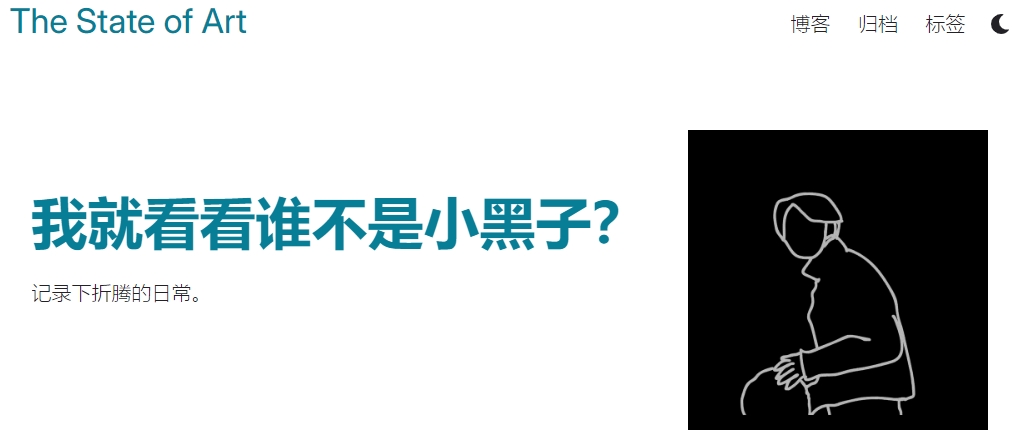 The State of Art
博客 归档 标签
我就看看谁不是小黑子?
记录下折腾的日常。